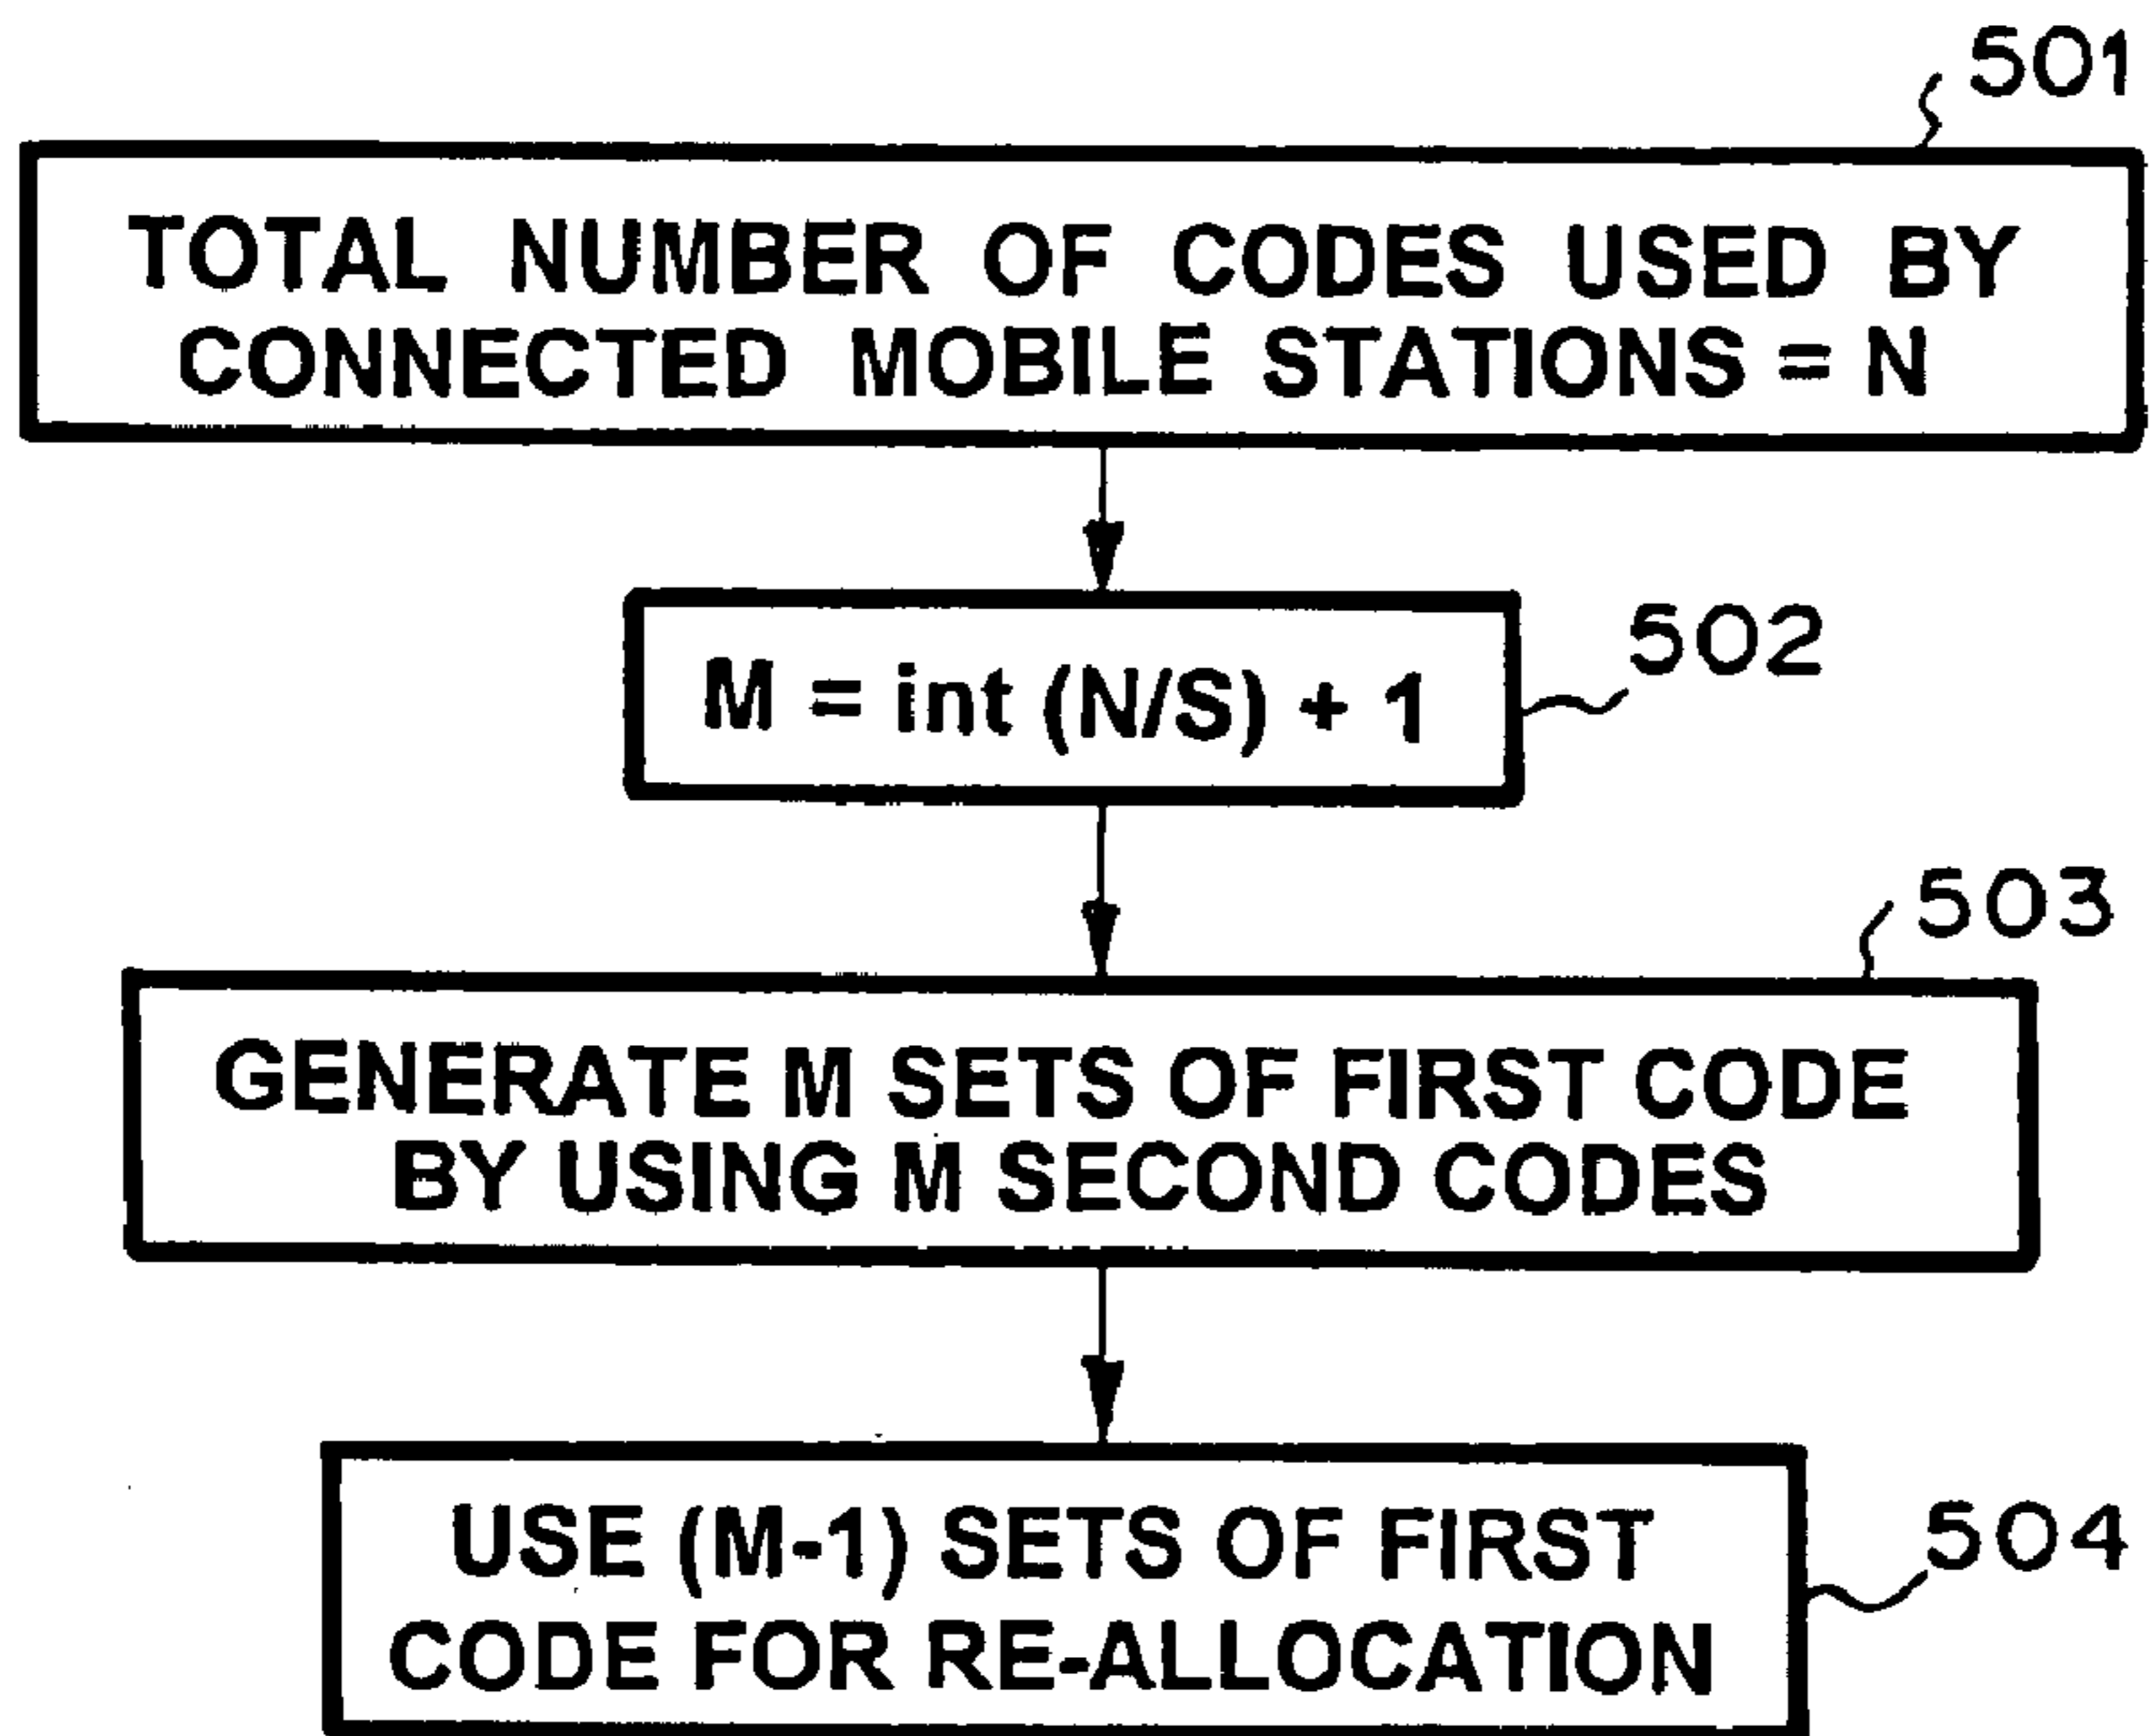 501
TOTAL NUMBER OF CODES USED BY
CONNECTED MOBILE STATIONS = N
M = int (N/S) + 1
502
503
GENERATE M SETS OF FIRST CODE
BY USING M SECOND CODES
USE (M-1) SETS OF FIRST
CODE FOR RE-ALLOCATION
504